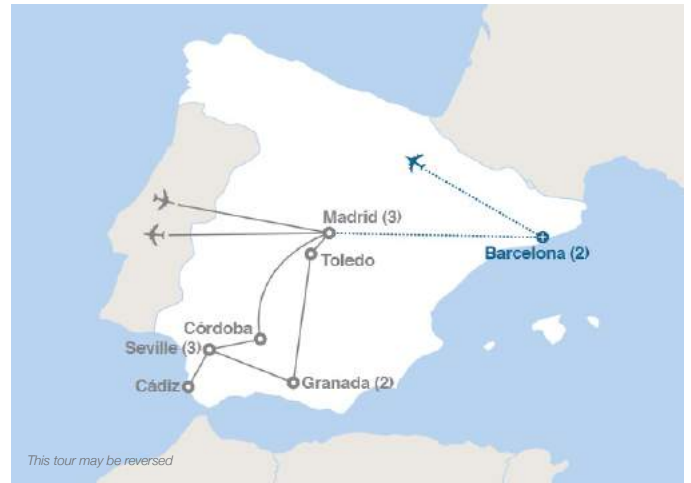 Madrid (3)
Barcelona (2)
Toledo
Córdoba
Seville (3)
Cádiz
Granada (2)
This tour may be reversed